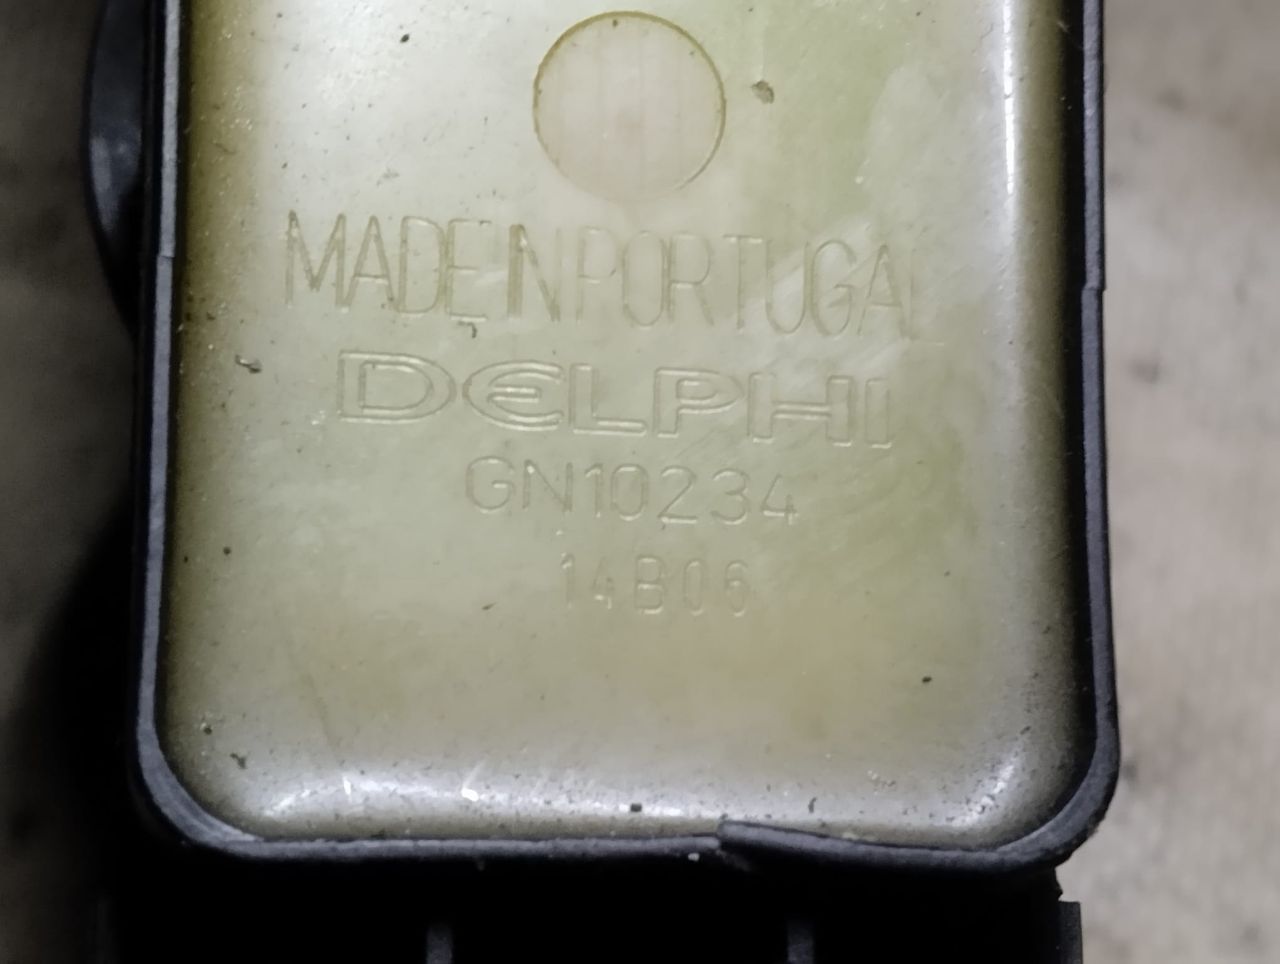 MADE IN PORTUGAL
DELPHI
GN10234
14B06